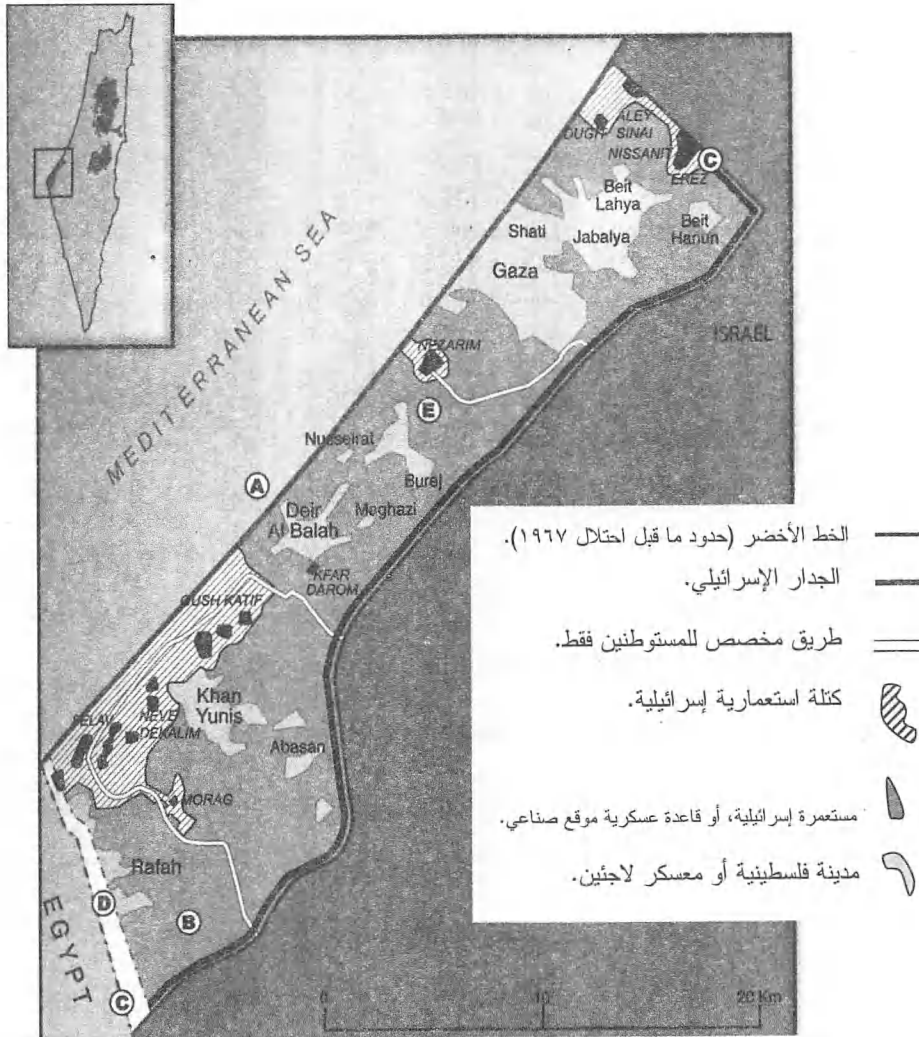 ALEY
SINAI
DUGIT
NISSANIT
C
EREZ
Beit
Lahya
Beit
Hanun
Shati
Jabalya
Gaza
MEDITERRANEAN SEA
ISRAEL
NEZARIM
E
Nusseirat
A
Burej
Deir
Al Balah
Maghazi
KFAR
DAROM
GUSH KATIF
Khan
Yunis
NEVE
DEKALIM
Abasan
MORAG
Rafah
D
B
EGYPT
C
0 10 20 Km
الخط الأخضر (حدود ما قبل احتلال ١٩٦٧).
الجدار الإسرائيلي.
طريق مخصص للمستوطنين فقط.
كتلة استعمارية إسرائيلية.
مستعمرة إسرائيلية، أو قاعدة عسكرية موقع صناعي.
مدينة فلسطينية أو معسكر لاجئين.